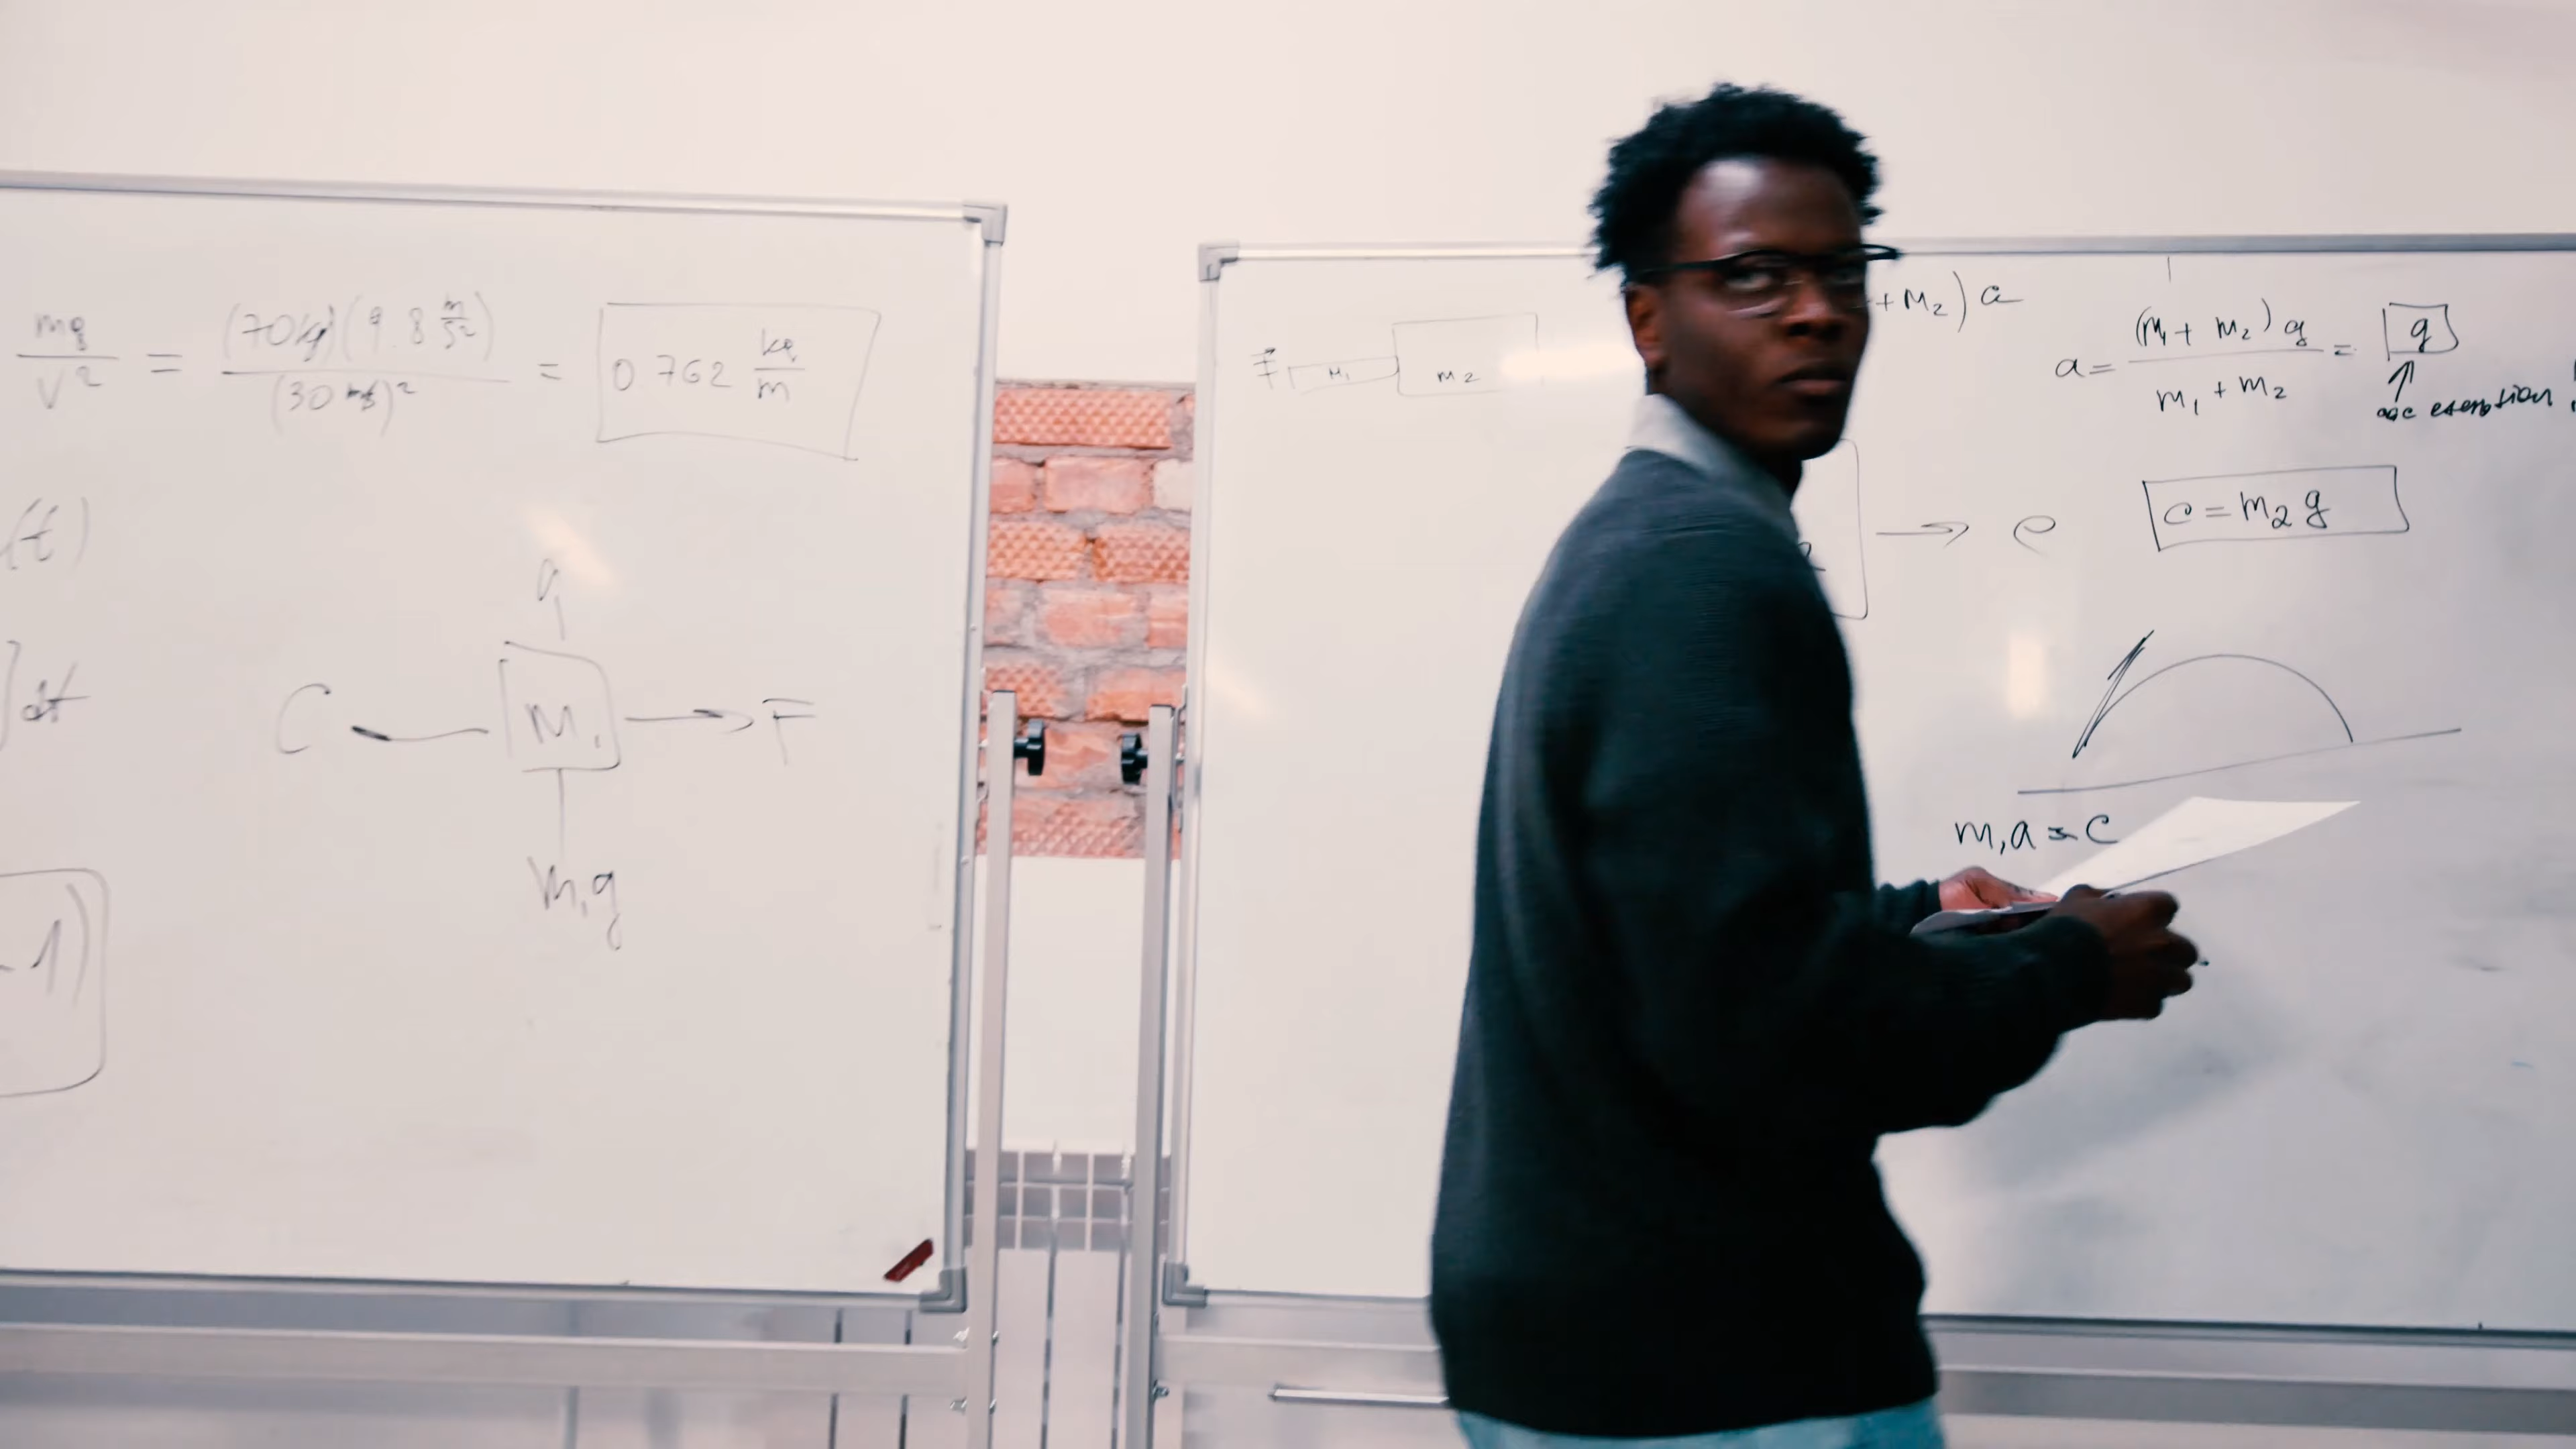 mg/v² = (70kg)(9.8 m/s²)/(30 m/s)² = 0.762 kg/m
(t)
a
]dt
C M₁ → F
m₁g
-1)
F M₁ m₂
+M₂) a
a = (m₁ + m₂) g/m₁ + m₂ = g
↑
→ e
c = m₂ g
m₁a = c